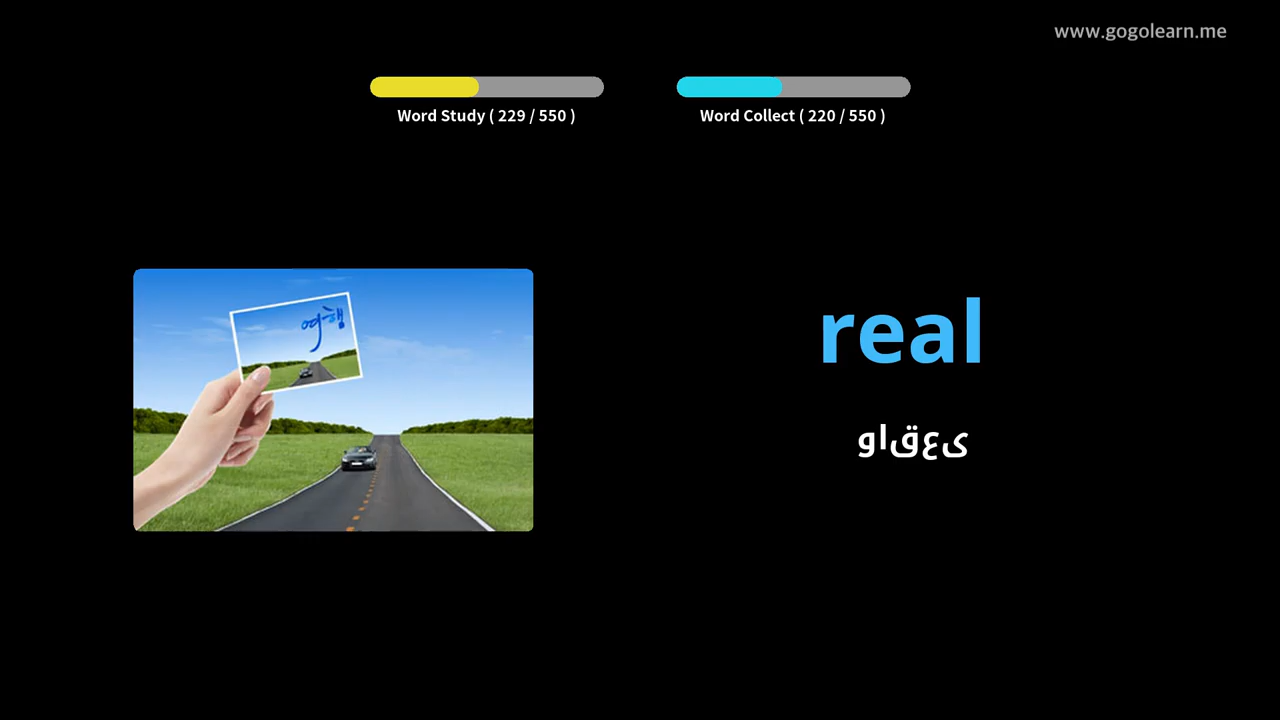 www.gogolearn.me
Word Study ( 229 / 550 )
Word Collect ( 220 / 550 )
여행
real
واقعی